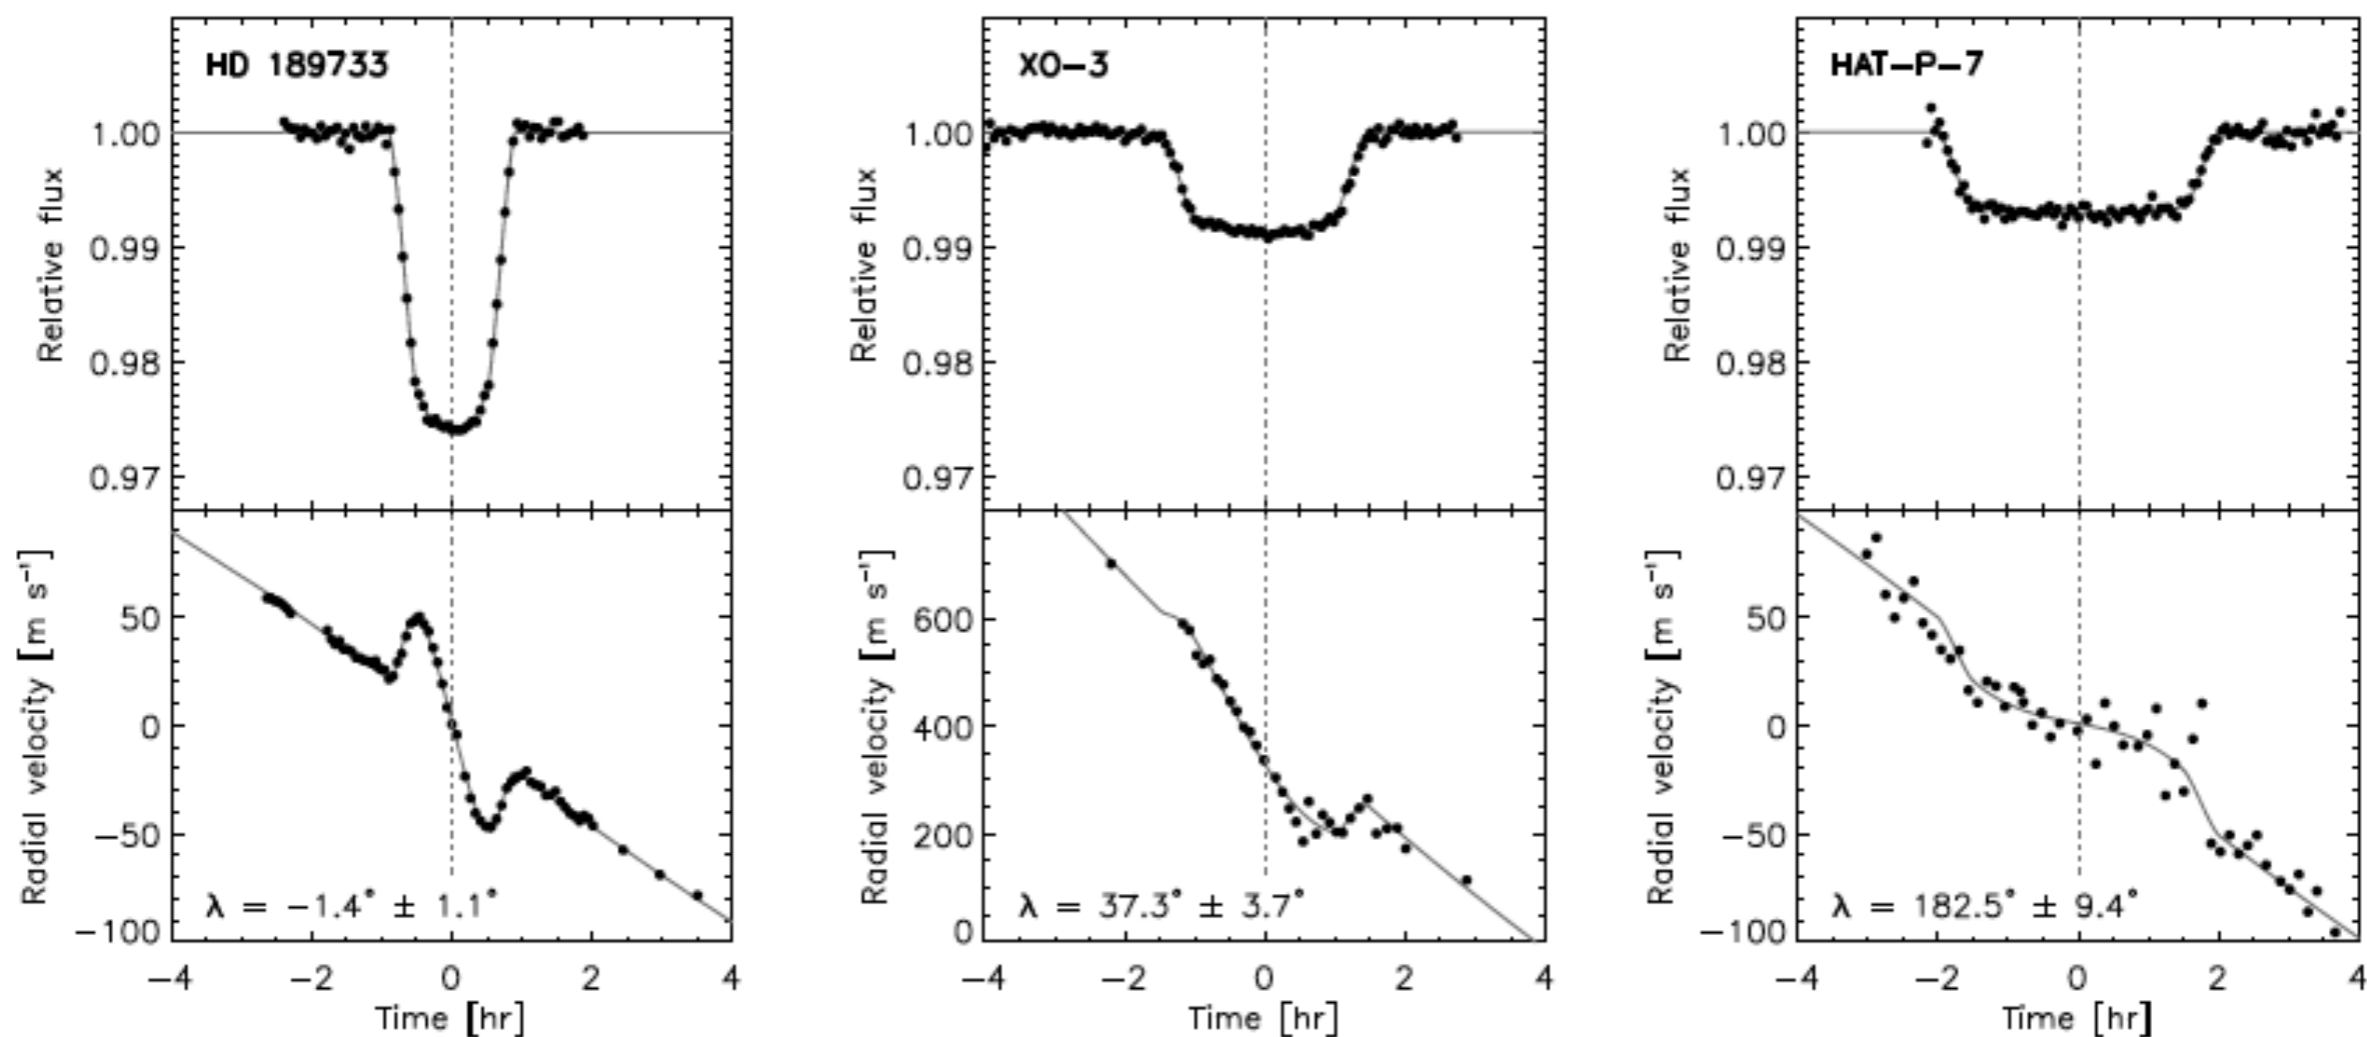 HD 189733
XO−3
HAT−P−7
1.00
0.99
0.98
0.97
Relative flux
1.00
0.99
0.98
0.97
Relative flux
1.00
0.99
0.98
0.97
Relative flux
50
0
−50
−100
Radial velocity [m s⁻¹]
λ = −1.4° ± 1.1°
600
400
200
0
Radial velocity [m s⁻¹]
λ = 37.3° ± 3.7°
50
0
−50
−100
Radial velocity [m s⁻¹]
λ = 182.5° ± 9.4°
−4 −2 0 2 4
Time [hr]
−4 −2 0 2 4
Time [hr]
−4 −2 0 2 4
Time [hr]